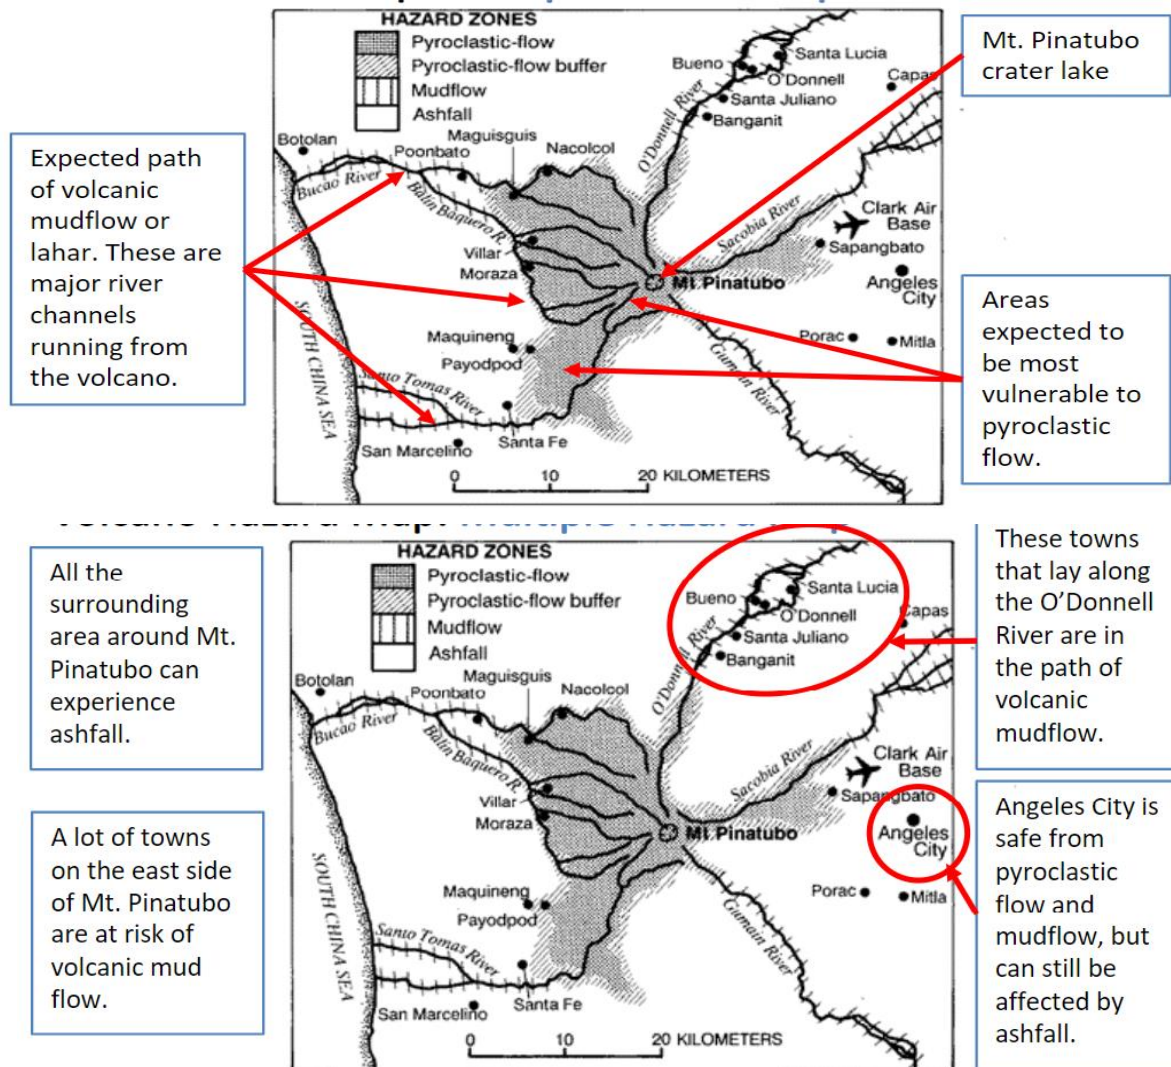 HAZARD ZONES
Pyroclastic-flow
Pyroclastic-flow buffer
Mudflow
Ashfall
Mt. Pinatubo
crater lake
Expected path
of volcanic
mudflow or
lahar. These are
major river
channels
running from
the volcano.
Areas
expected to
be most
vulnerable to
pyroclastic
flow.
Santa Lucia
Bueno
O'Donnell
Capas
Santa Juliano
Banganit
O'Donnell River
Botolan
Maguisguis
Poonbato
Nacolcol
Bucao River
Balin Baquero R.
Sacobia River
Clark Air
Base
Sapangbato
Villar
Moraza
Mt. Pinatubo
Angeles
City
SOUTH CHINA SEA
Maquineng
Payodpod
Porac
Mitla
Santo Tomas River
Gumain River
San Marcelino
Santa Fe
0 10 20 KILOMETERS
Volcano Hazard Map: Multiple Hazard
HAZARD ZONES
Pyroclastic-flow
Pyroclastic-flow buffer
Mudflow
Ashfall
All the
surrounding
area around Mt.
Pinatubo can
experience
ashfall.
These towns
that lay along
the O’Donnell
River are in
the path of
volcanic
mudflow.
A lot of towns
on the east side
of Mt. Pinatubo
are at risk of
volcanic mud
flow.
Angeles City is
safe from
pyroclastic
flow and
mudflow, but
can still be
affected by
ashfall.
Santa Lucia
Bueno
O'Donnell
Capas
Santa Juliano
Banganit
O'Donnell River
Botolan
Maguisguis
Poonbato
Nacolcol
Bucao River
Balin Baquero R.
Sacobia River
Clark Air
Base
Sapangbato
Villar
Moraza
Mt. Pinatubo
Angeles
City
SOUTH CHINA SEA
Maquineng
Payodpod
Porac
Mitla
Santo Tomas River
Gumain River
San Marcelino
Santa Fe
0 10 20 KILOMETERS